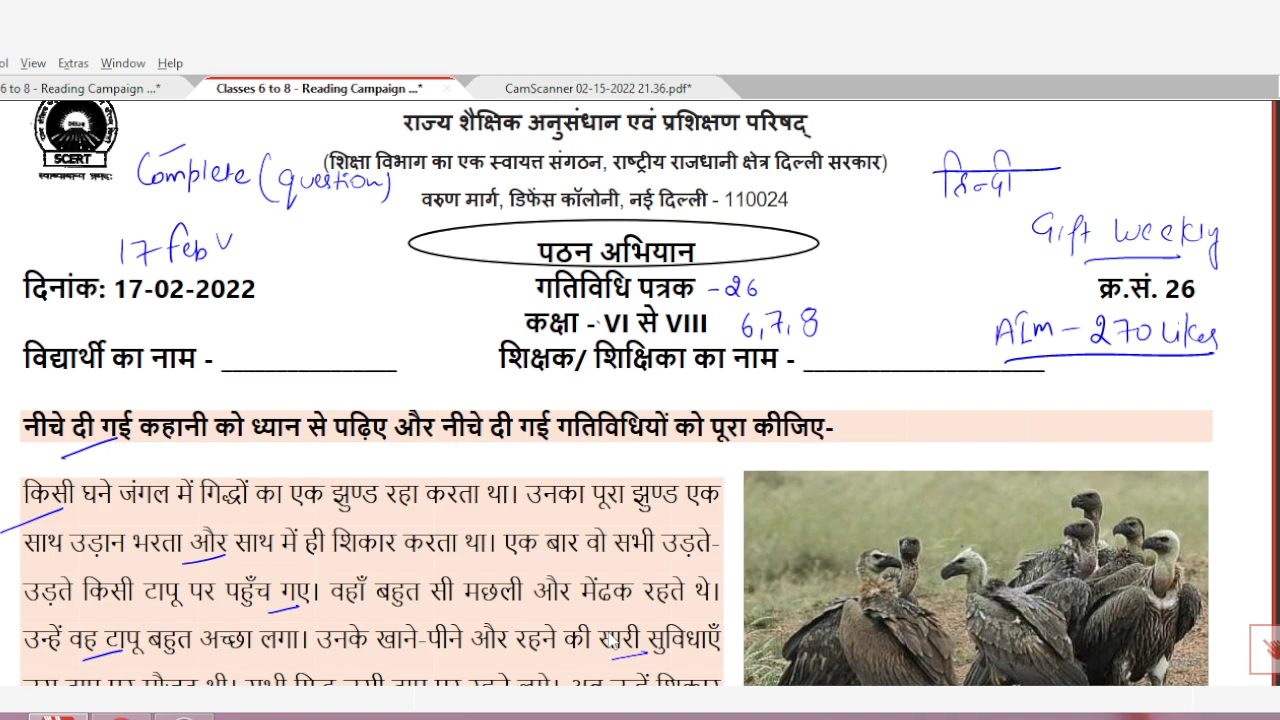 ol View Extras Window Help
6 to 8 - Reading Campaign ...*
Classes 6 to 8 - Reading Campaign ...*
CamScanner 02-15-2022 21.36.pdf*
राज्य शैक्षिक अनुसंधान एवं प्रशिक्षण परिषद्
SCERT
Complete (question)
(शिक्षा विभाग का एक स्वायत्त संगठन, राष्ट्रीय राजधानी क्षेत्र दिल्ली सरकार)
हिन्दी
वरुण मार्ग, डिफेंस कॉलोनी, नई दिल्ली - 110024
17 feb
पठन अभियान
Gift weekly
दिनांक: 17-02-2022
गतिविधि पत्रक - 26
क्र.सं. 26
कक्षा - VI से VIII 6, 7, 8
AIm - 270 likes
विद्यार्थी का नाम - ________________
शिक्षक/ शिक्षिका का नाम - ______________________
नीचे दी गई कहानी को ध्यान से पढ़िए और नीचे दी गई गतिविधियों को पूरा कीजिए-
किसी घने जंगल में गिद्धों का एक झुण्ड रहा करता था। उनका पूरा झुण्ड एक
साथ उड़ान भरता और साथ में ही शिकार करता था। एक बार वो सभी उड़ते-
उड़ते किसी टापू पर पहुँच गए। वहाँ बहुत सी मछली और मेंढक रहते थे।
उन्हें वह टापू बहुत अच्छा लगा। उनके खाने-पीने और रहने की सारी सुविधाएँ